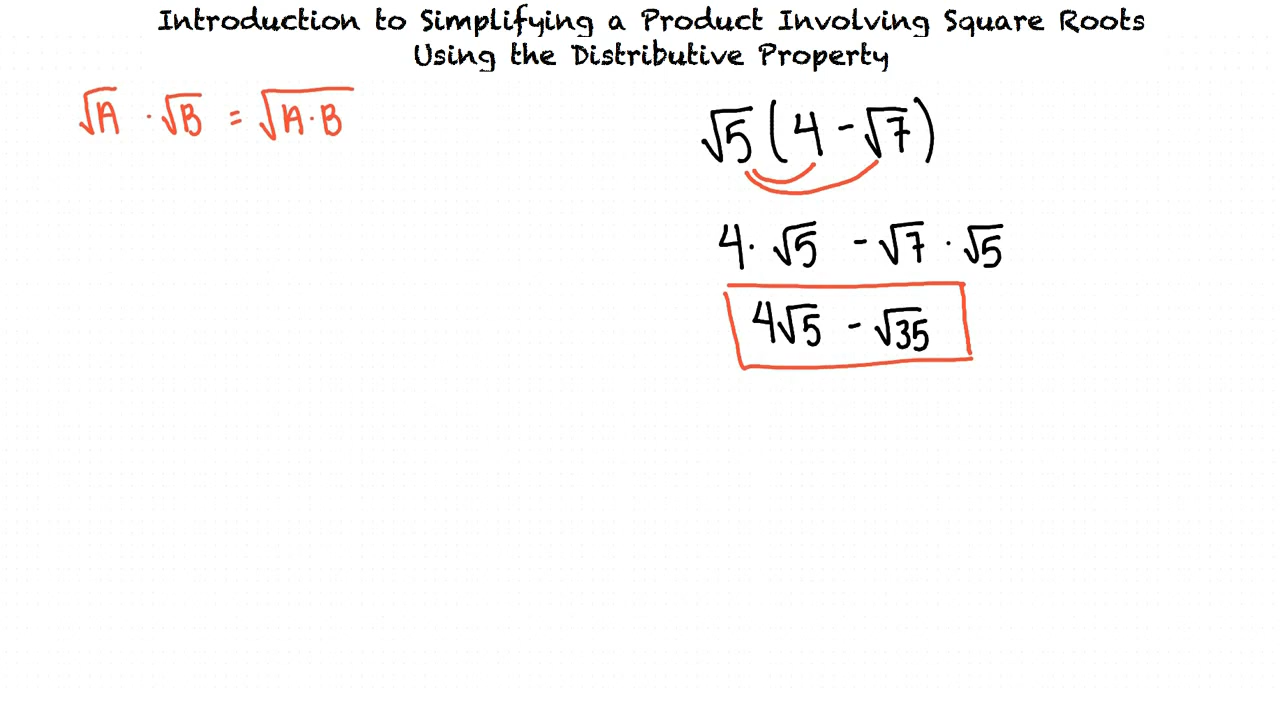 Introduction to Simplifying a Product Involving Square Roots
Using the Distributive Property
√A · √B = √A·B
√5(4-√7)
4· √5 - √7 · √5
4√5 - √35